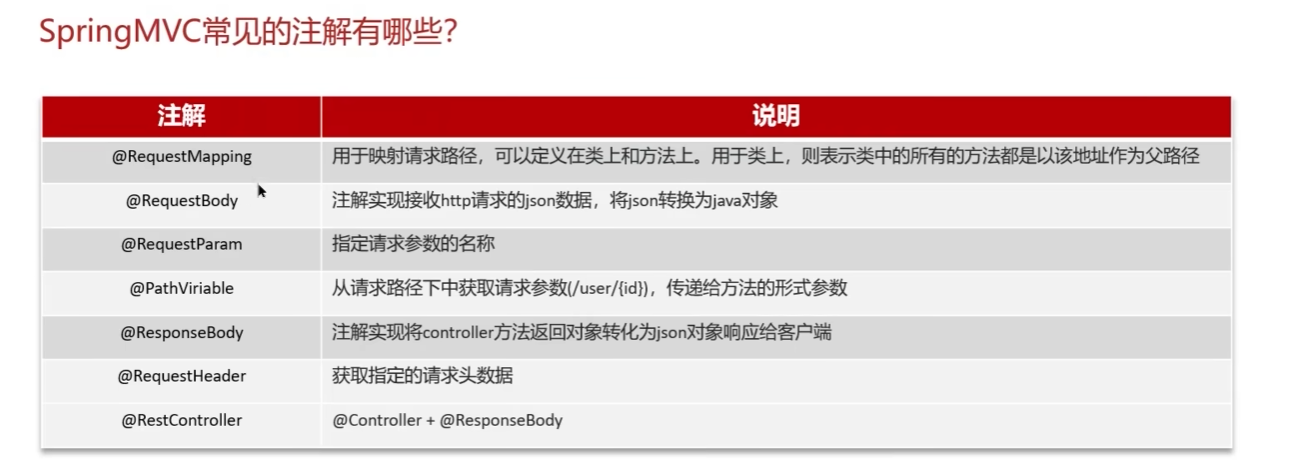 SpringMVC常见的注解有哪些?
注解 说明
@RequestMapping 用于映射请求路径，可以定义在类上和方法上。用于类上，则表示类中的所有的方法都是以该地址作为父路径
@RequestBody 注解实现接收http请求的json数据，将json转换为java对象
@RequestParam 指定请求参数的名称
@PathViriable 从请求路径下中获取请求参数(/user/{id})，传递给方法的形式参数
@ResponseBody 注解实现将controller方法返回对象转化为json对象响应给客户端
@RequestHeader 获取指定的请求头数据
@RestController @Controller + @ResponseBody